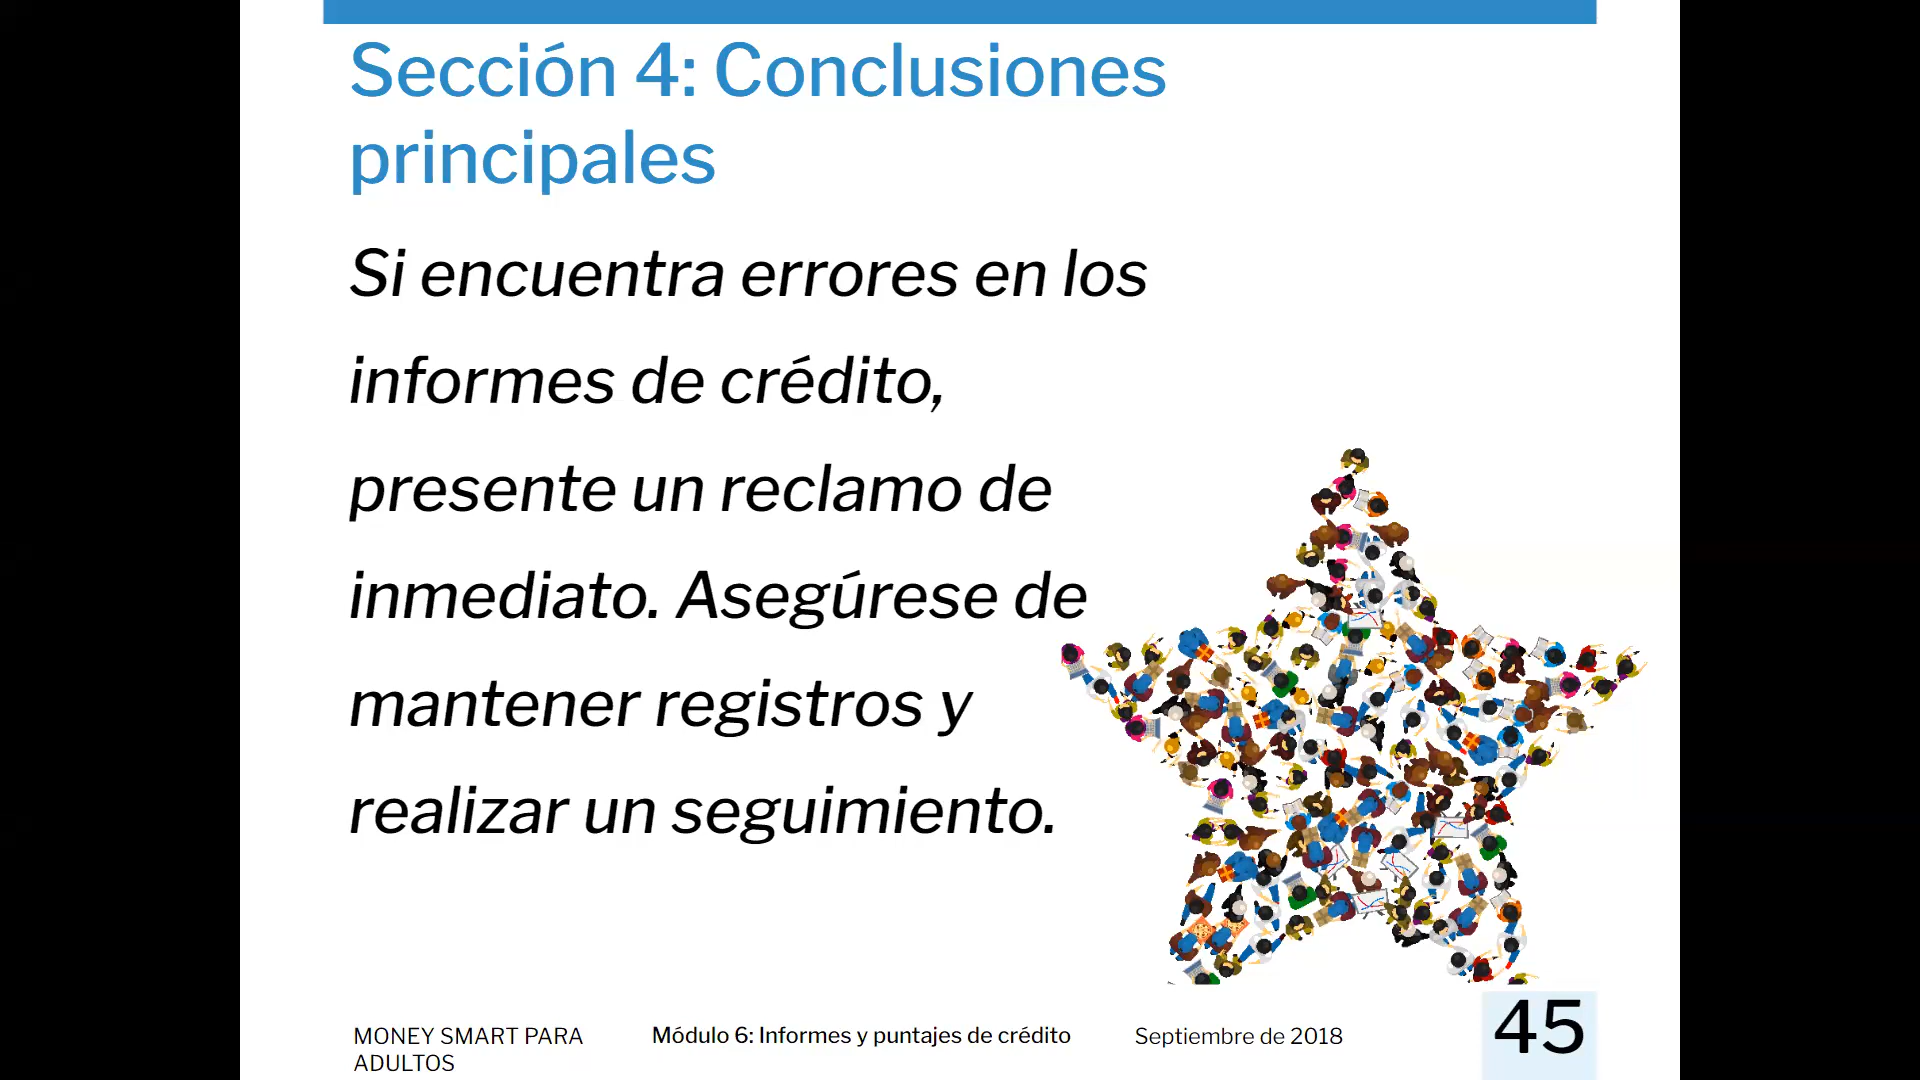 Sección 4: Conclusiones
principales
Si encuentra errores en los
informes de crédito,
presente un reclamo de
inmediato. Asegúrese de
mantener registros y
realizar un seguimiento.
MONEY SMART PARA
ADULTOS
Módulo 6: Informes y puntajes de crédito
Septiembre de 2018
45